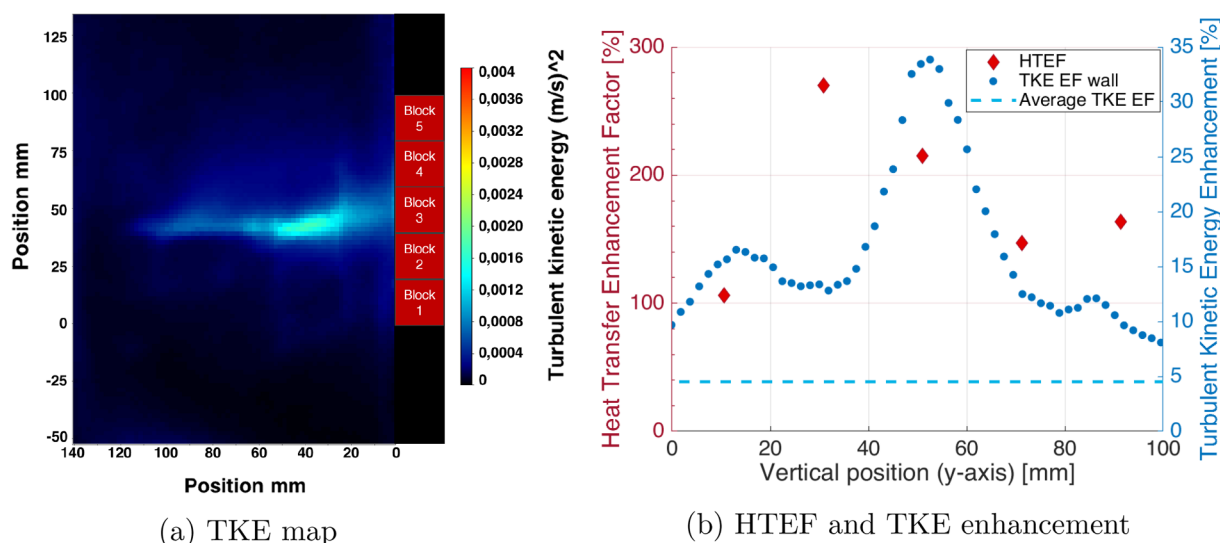 125
100
75
50
25
0
-25
-50
Position mm
140 120 100 80 60 40 20 0
Position mm
Block
5
Block
4
Block
3
Block
2
Block
1
0,004
0,0036
0,0032
0,0028
0,0024
0,0020
0,0016
0,0012
0,0008
0,0004
0
Turbulent kinetic energy (m/s)^2
(a) TKE map
Heat Transfer Enhancement Factor [%]
300
200
100
0
HTEF
TKE EF wall
Average TKE EF
35
30
25
20
15
10
5
0
Turbulent Kinetic Energy Enhancement [%]
0 20 40 60 80 100
Vertical position (y-axis) [mm]
(b) HTEF and TKE enhancement